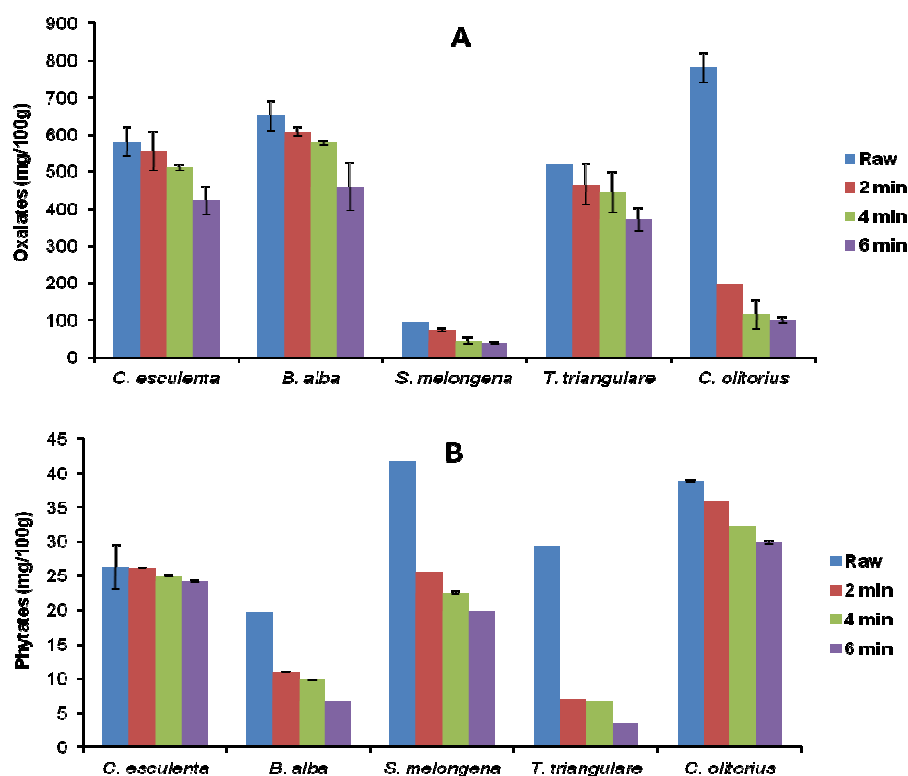 A
Oxalates (mg/100g)
900
800
700
600
500
400
300
200
100
0
C. esculenta B. alba S. melongena T. triangulare C. olitorius
Raw
2 min
4 min
6 min
B
Phytates (mg/100g)
45
40
35
30
25
20
15
10
5
0
C. esculenta B. alba S. melongena T. triangulare C. olitorius
Raw
2 min
4 min
6 min